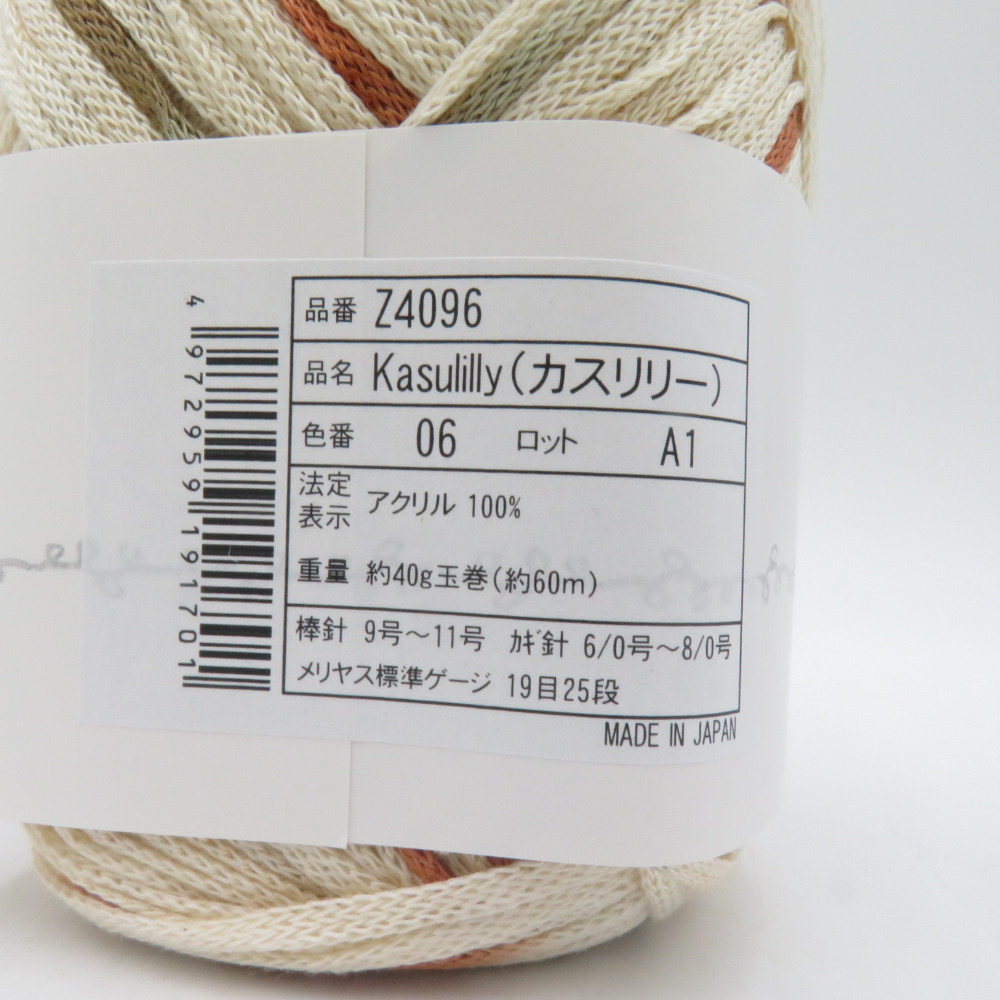 品番 Z4096
品名 Kasulilly(カスリリー)
色番 06 ロット A1
法定表示 アクリル 100%
重量 約40g玉巻(約60m)
棒針 9号～11号 ｶｷﾞ針 6/0号～8/0号
メリヤス標準ゲージ 19目25段
MADE IN JAPAN
4972959191701